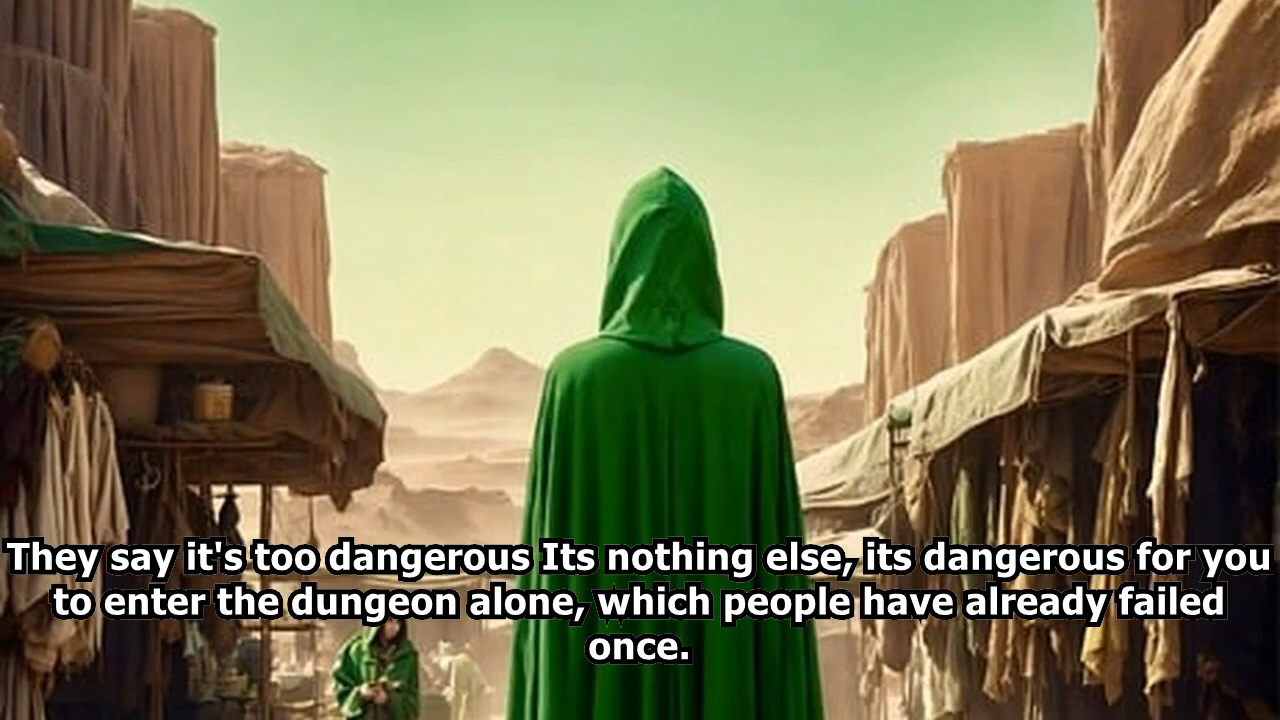 They say it's too dangerous Its nothing else, its dangerous for you
to enter the dungeon alone, which people have already failed
once.